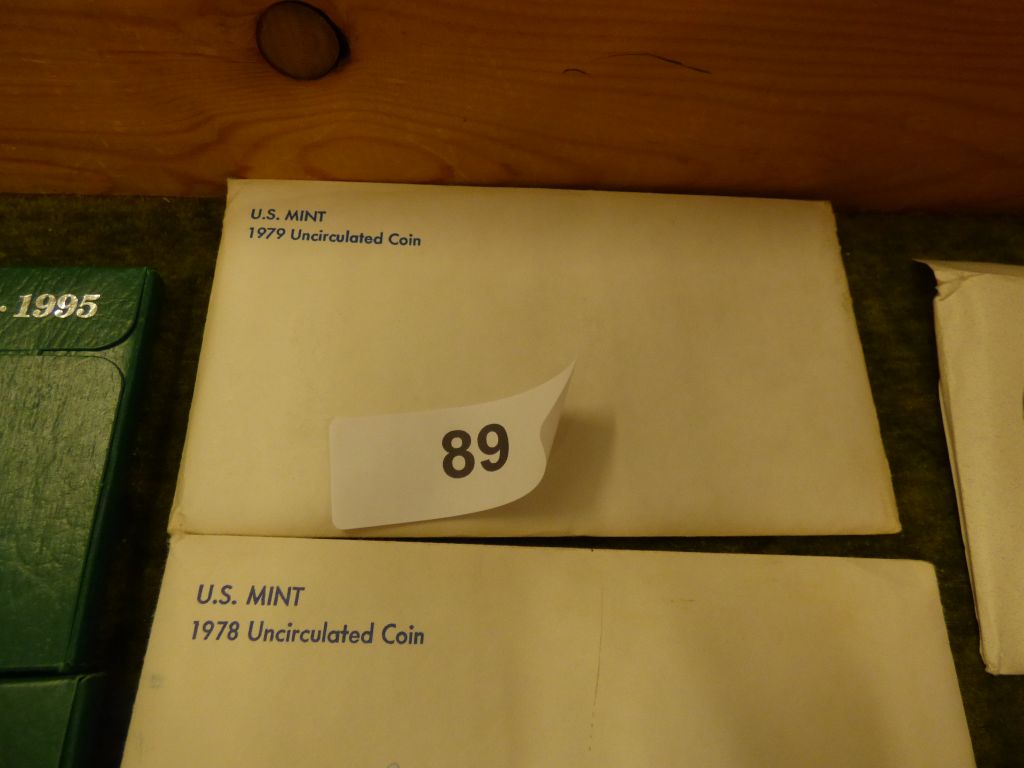 U.S. MINT
1979 Uncirculated Coin
- 1995
89
U.S. MINT
1978 Uncirculated Coin